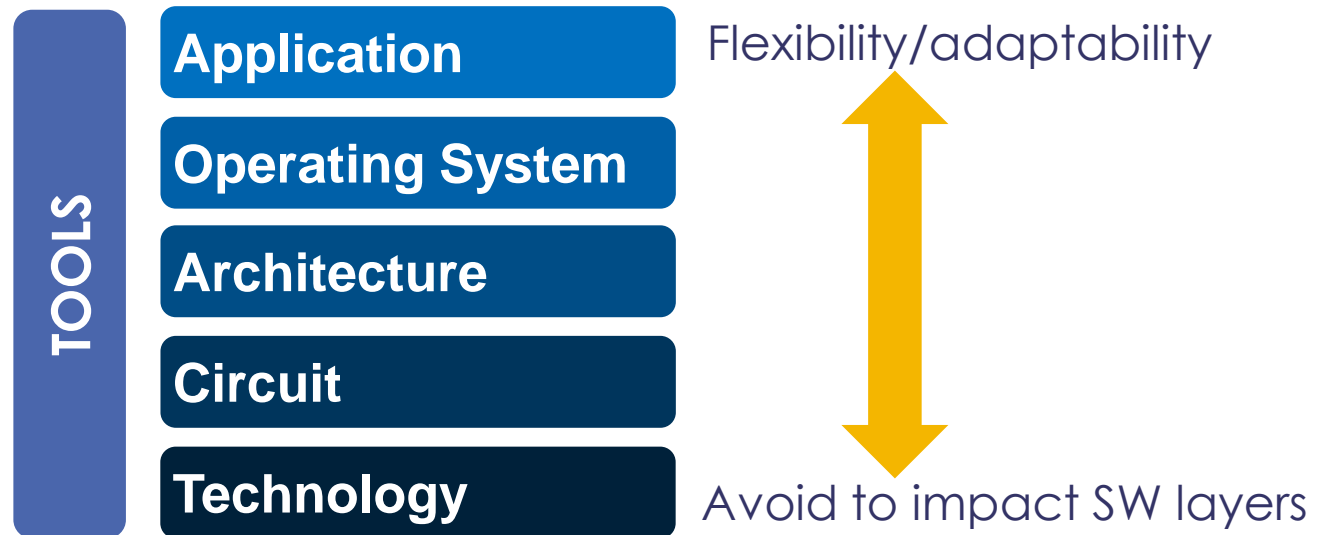 TOOLS
Application
Operating System
Architecture
Circuit
Technology
Flexibility/adaptability
Avoid to impact SW layers